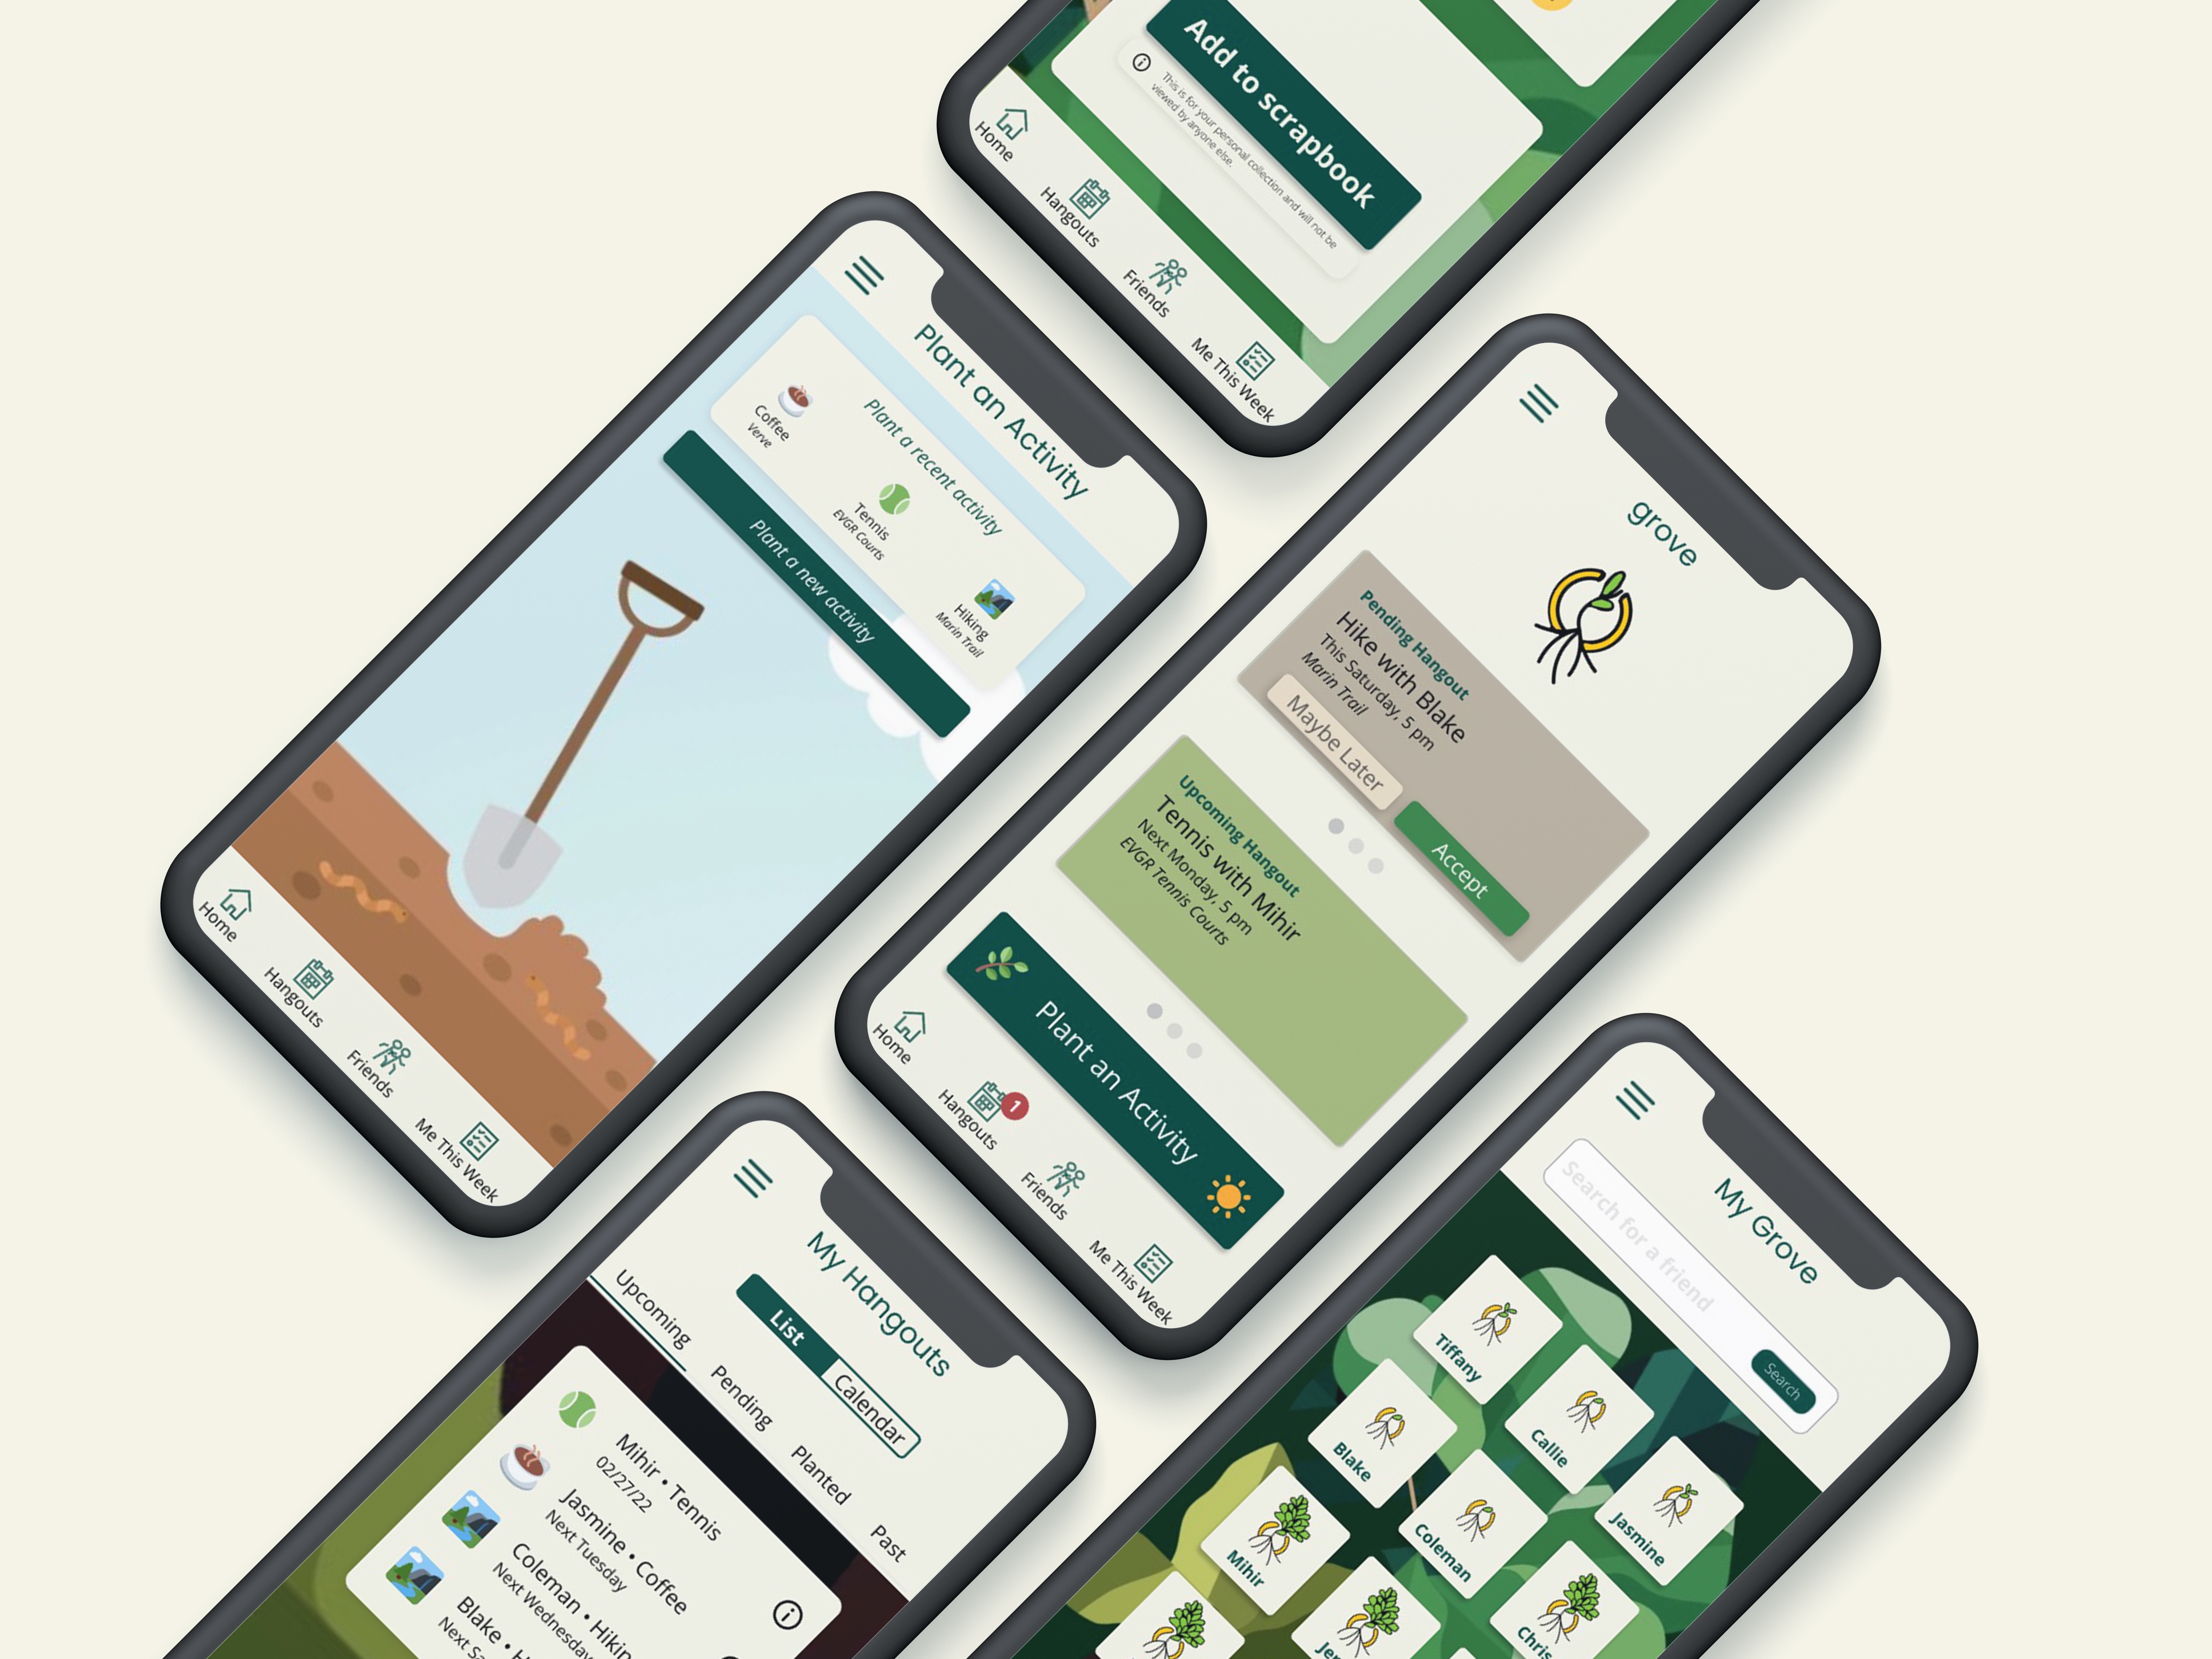 Add to scrapbook
This is for your personal collection and will not be
viewed by anyone else.
Home
Hangouts
Friends
Me This Week
Plant an Activity
Plant a recent activity
Coffee
Verve
Tennis
EVGR Courts
Hiking
Marin Trail
Plant a new activity
Home
Hangouts
Friends
Me This Week
grove
Pending Hangout
Hike with Blake
This Saturday, 5 pm
Marin Trail
Maybe Later
Accept
Upcoming Hangout
Tennis with Mihir
Next Monday, 5 pm
EVGR Tennis Courts
Plant an Activity
Home
Hangouts
1
Friends
Me This Week
My Hangouts
List
Calendar
Upcoming
Pending
Planted
Past
Mihir • Tennis
02/27/22
Jasmine • Coffee
Next Tuesday
Coleman • Hikin
Next Wednesday
Blake • H
Next Sa
My Grove
Search for a friend
Search
Tiffany
Callie
Jasmine
Blake
Coleman
Chris
Mihir
Jer